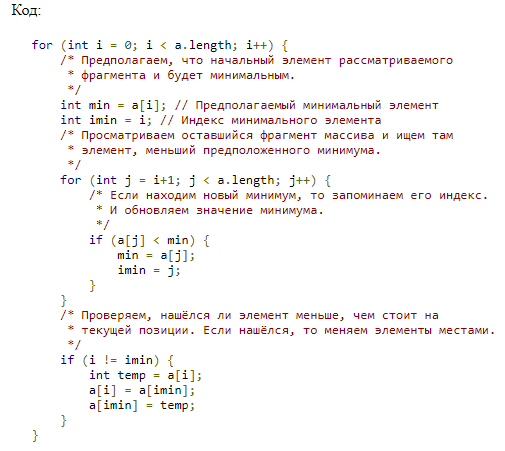 Код:
for (int i = 0; i < a.length; i++) {
    /* Предполагаем, что начальный элемент рассматриваемого
     * фрагмента и будет минимальным.
     */
    int min = a[i]; // Предполагаемый минимальный элемент
    int imin = i; // Индекс минимального элемента
    /* Просматриваем оставшийся фрагмент массива и ищем там
     * элемент, меньший предположенного минимума.
     */
    for (int j = i+1; j < a.length; j++) {
        /* Если находим новый минимум, то запоминаем его индекс.
         * И обновляем значение минимума.
         */
        if (a[j] < min) {
            min = a[j];
            imin = j;
        }
    }
    /* Проверяем, нашёлся ли элемент меньше, чем стоит на
     * текущей позиции. Если нашёлся, то меняем элементы местами.
     */
    if (i != imin) {
        int temp = a[i];
        a[i] = a[imin];
        a[imin] = temp;
    }
}